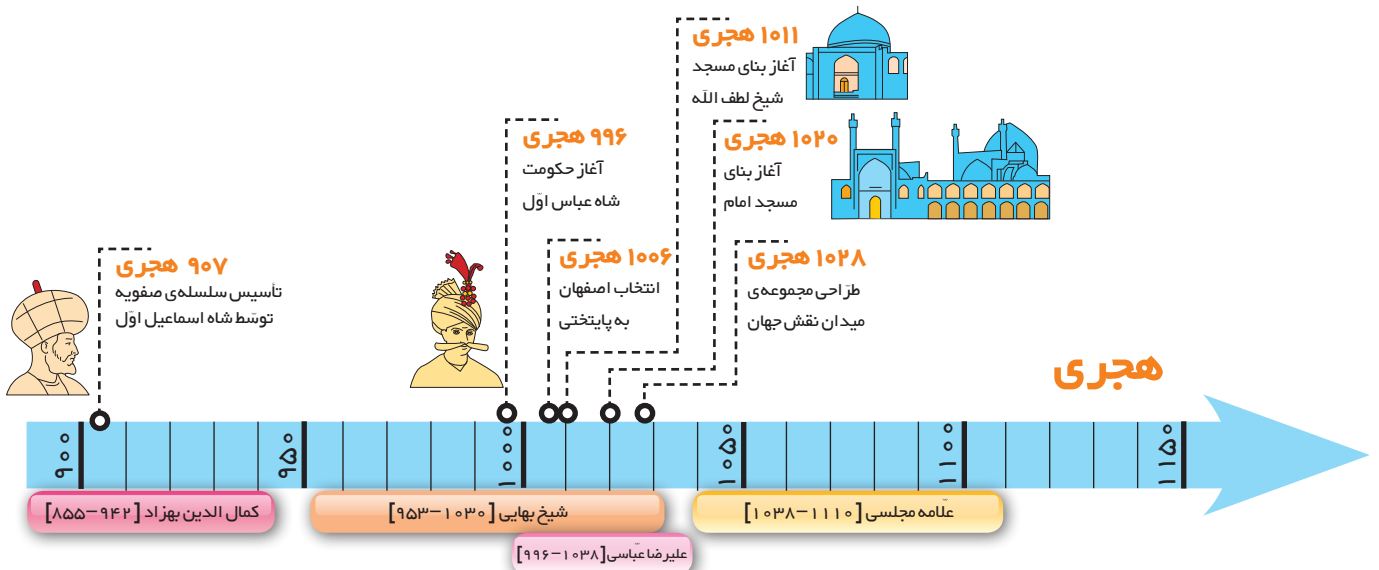 ۹۰۷ هجری
تأسیس سلسله‌ی صفویه
توسّط شاه اسماعیل اوّل
۹۹۶ هجری
آغاز حکومت
شاه عباس اوّل
۱۰۰۶ هجری
انتخاب اصفهان
به پایتختی
۱۰۱۱ هجری
آغاز بنای مسجد
شیخ لطف اللّه
۱۰۲۰ هجری
آغاز بنای
مسجد امام
۱۰۲۸ هجری
طرّاحی مجموعه‌ی
میدان نقش جهان
هجری
۹۰۰
۹۵۰
۱۰۰۰
۱۰۵۰
۱۱۰۰
۱۱۵۰
کمال الدین بهزاد [۸۵۵–۹۴۲]
شیخ بهایی [۹۵۳–۱۰۳۰]
علّامه مجلسی [۱۰۳۸–۱۱۱۰]
علیرضا عبّاسی [۹۹۶–۱۰۳۸]